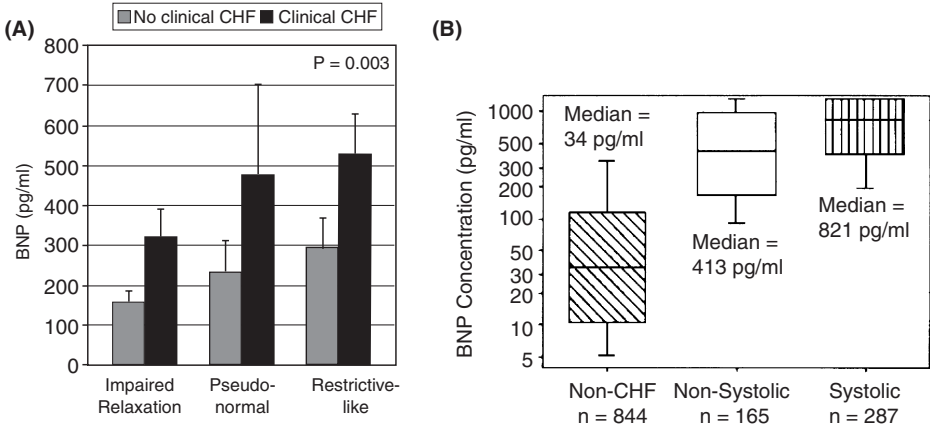 No clinical CHF Clinical CHF
(A)
P = 0.003
BNP (pg/ml)
800
700
600
500
400
300
200
100
0
Impaired
Relaxation
Pseudo-
normal
Restrictive-
like
(B)
BNP Concentration (pg/ml)
1000
500
300
200
100
50
30
20
10
5
Median =
34 pg/ml
Median =
413 pg/ml
Median =
821 pg/ml
Non-CHF
n = 844
Non-Systolic
n = 165
Systolic
n = 287